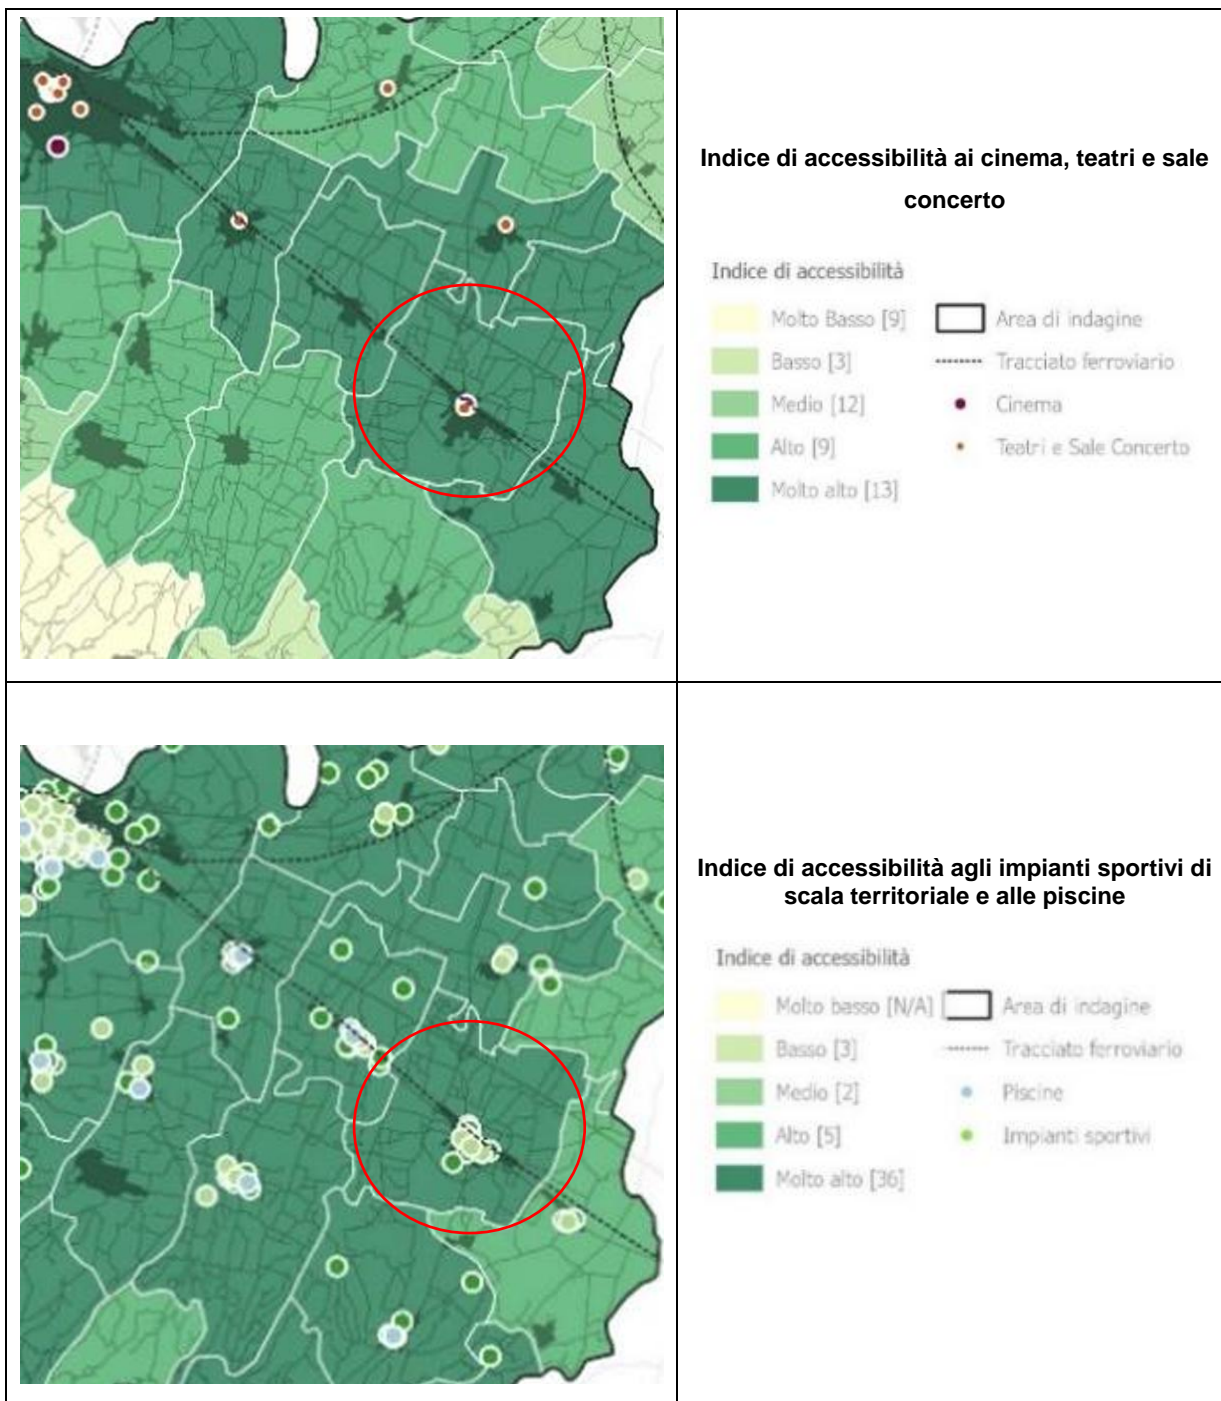 Indice di accessibilità ai cinema, teatri e sale
concerto
Indice di accessibilità
Molto Basso [9]
Area di indagine
Basso [3]
Tracciato ferroviario
Medio [12]
Cinema
Alto [9]
Teatri e Sale Concerto
Molto alto [13]
Indice di accessibilità agli impianti sportivi di
scala territoriale e alle piscine
Indice di accessibilità
Molto basso [N/A]
Area di indagine
Basso [3]
Tracciato ferroviario
Medio [2]
Piscine
Alto [5]
Impianti sportivi
Molto alto [36]